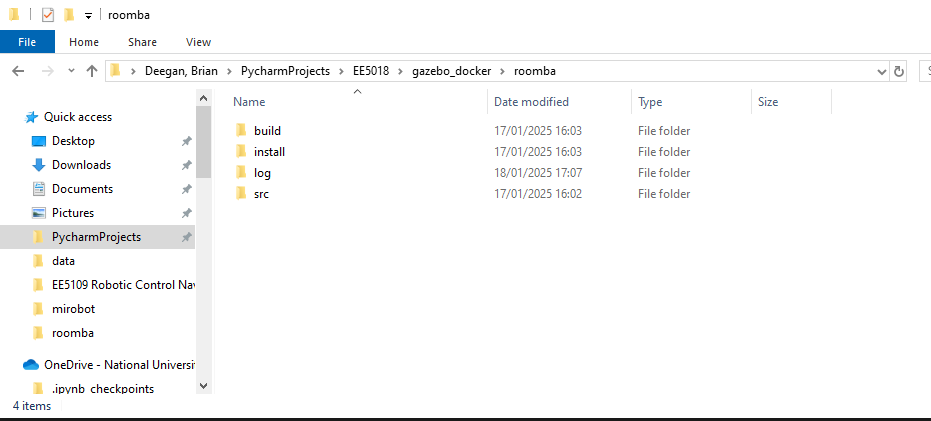 roomba
File Home Share View
Deegan, Brian PycharmProjects EE5018 gazebo_docker roomba
Name Date modified Type Size
Quick access
Desktop
Downloads
Documents
Pictures
PycharmProjects
data
EE5109 Robotic Control Nav
mirobot
roomba
OneDrive - National Universi
.ipynb_checkpoints
build 17/01/2025 16:03 File folder
install 17/01/2025 16:03 File folder
log 18/01/2025 17:07 File folder
src 17/01/2025 16:02 File folder
4 items